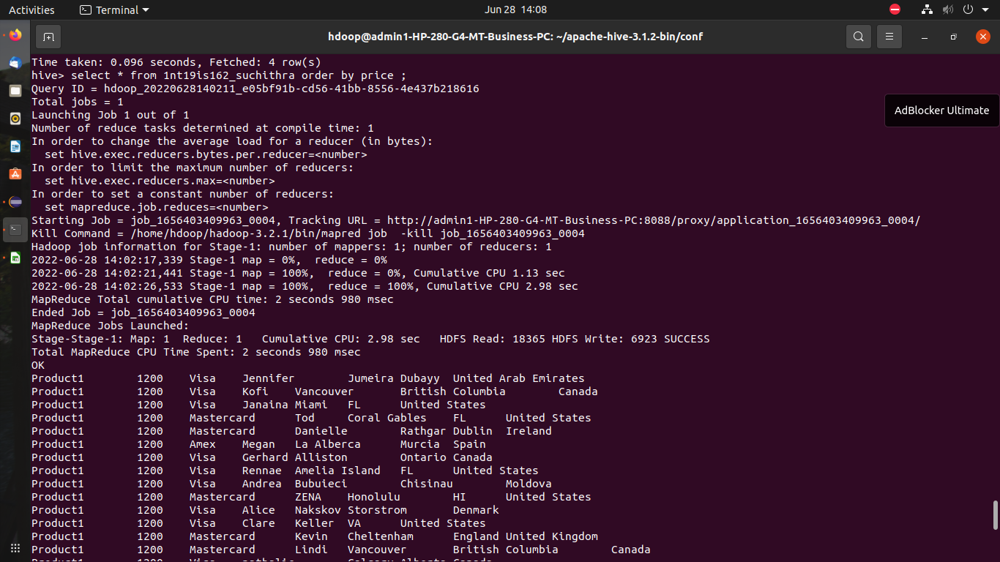 Activities
Terminal
Jun 28 14:08
hdoop@admin1-HP-280-G4-MT-Business-PC: ~/apache-hive-3.1.2-bin/conf
AdBlocker Ultimate
Time taken: 0.096 seconds, Fetched: 4 row(s)
hive> select * from 1nt19is162_suchithra order by price ;
Query ID = hdoop_20220628140211_e05bf91b-cd56-41bb-8556-4e437b218616
Total jobs = 1
Launching Job 1 out of 1
Number of reduce tasks determined at compile time: 1
In order to change the average load for a reducer (in bytes):
  set hive.exec.reducers.bytes.per.reducer=<number>
In order to limit the maximum number of reducers:
  set hive.exec.reducers.max=<number>
In order to set a constant number of reducers:
  set mapreduce.job.reduces=<number>
Starting Job = job_1656403409963_0004, Tracking URL = http://admin1-HP-280-G4-MT-Business-PC:8088/proxy/application_1656403409963_0004/
Kill Command = /home/hdoop/hadoop-3.2.1/bin/mapred job  -kill job_1656403409963_0004
Hadoop job information for Stage-1: number of mappers: 1; number of reducers: 1
2022-06-28 14:02:17,339 Stage-1 map = 0%,  reduce = 0%
2022-06-28 14:02:21,441 Stage-1 map = 100%,  reduce = 0%, Cumulative CPU 1.13 sec
2022-06-28 14:02:26,533 Stage-1 map = 100%,  reduce = 100%, Cumulative CPU 2.98 sec
MapReduce Total cumulative CPU time: 2 seconds 980 msec
Ended Job = job_1656403409963_0004
MapReduce Jobs Launched:
Stage-Stage-1: Map: 1  Reduce: 1   Cumulative CPU: 2.98 sec   HDFS Read: 18365 HDFS Write: 6923 SUCCESS
Total MapReduce CPU Time Spent: 2 seconds 980 msec
OK
Product1	1200	Visa	Jennifer	Jumeira	Dubayy	United Arab Emirates
Product1	1200	Visa	Kofi	Vancouver	British Columbia	Canada
Product1	1200	Visa	Janaina	Miami	FL	United States
Product1	1200	Mastercard	Tod	Coral Gables	FL	United States
Product1	1200	Mastercard	Danielle	Rathgar	Dublin	Ireland
Product1	1200	Amex	Megan	La Alberca	Murcia	Spain
Product1	1200	Visa	Gerhard	Alliston	Ontario	Canada
Product1	1200	Visa	Rennae	Amelia Island	FL	United States
Product1	1200	Visa	Andrea	Bubuieci	Chisinau	Moldova
Product1	1200	Mastercard	ZENA	Honolulu	HI	United States
Product1	1200	Visa	Alice	Nakskov	Storstrom	Denmark
Product1	1200	Visa	Clare	Keller	VA	United States
Product1	1200	Mastercard	Kevin	Cheltenham	England	United Kingdom
Product1	1200	Mastercard	Lindi	Vancouver	British Columbia	Canada